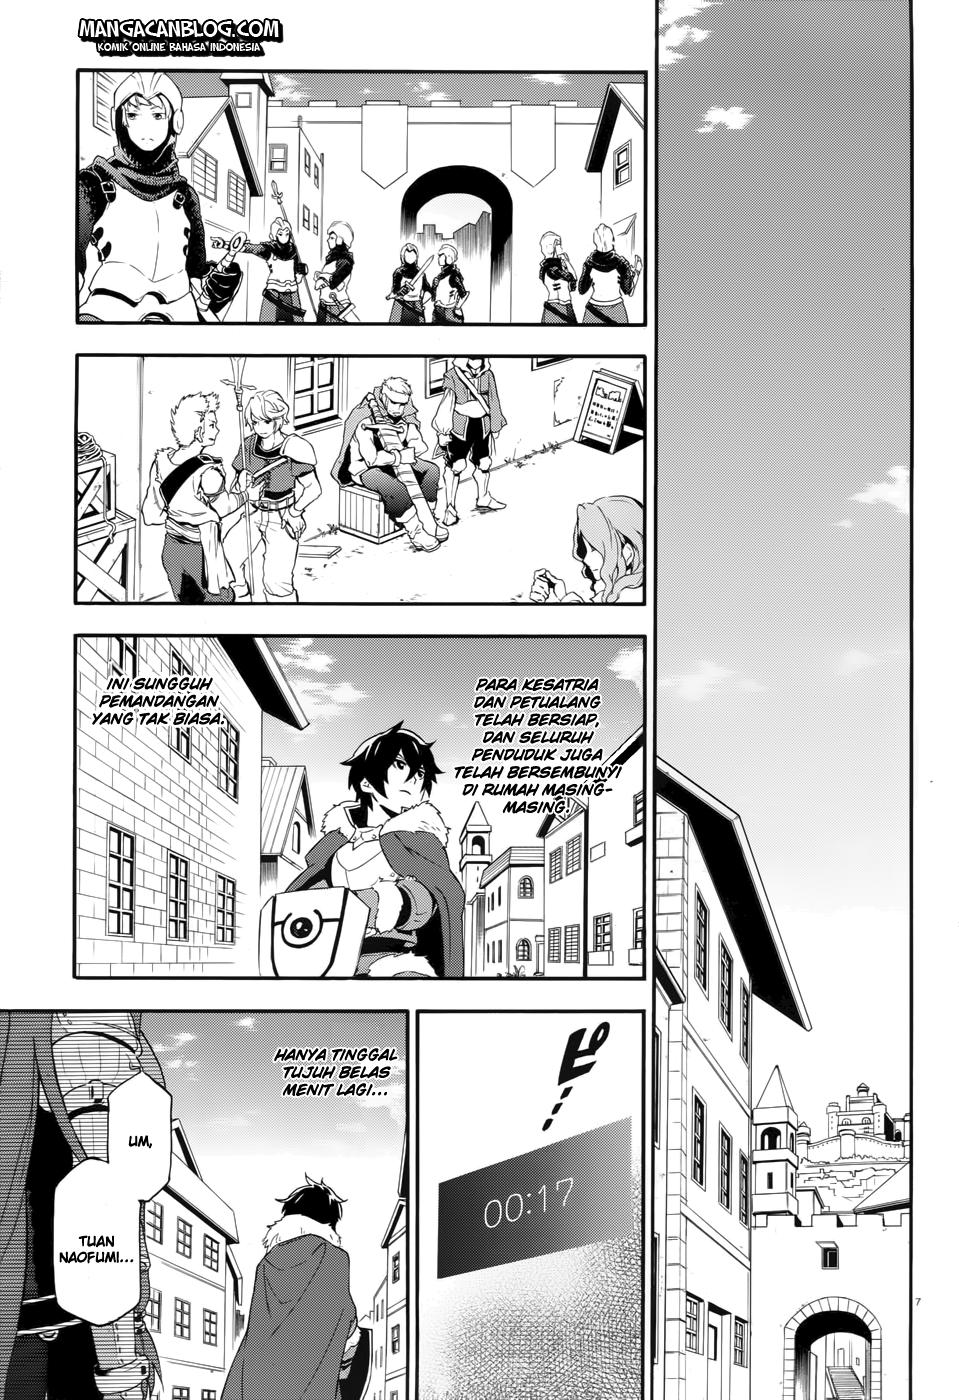 MANGACANBLOG.COM
KOMIK ONLINE BAHASA INDONESIA
PARA KESATRIA
DAN PETUALANG
TELAH BERSIAP,
DAN SELURUH
PENDUDUK JUGA
TELAH BERSEMBUNYI
DI RUMAH MASING-
MASING.
INI SUNGGUH
PEMANDANGAN
YANG TAK BIASA.
ピ
00:17
HANYA TINGGAL
TUJUH BELAS
MENIT LAGI...
UM,
TUAN
NAOFUMI...
7